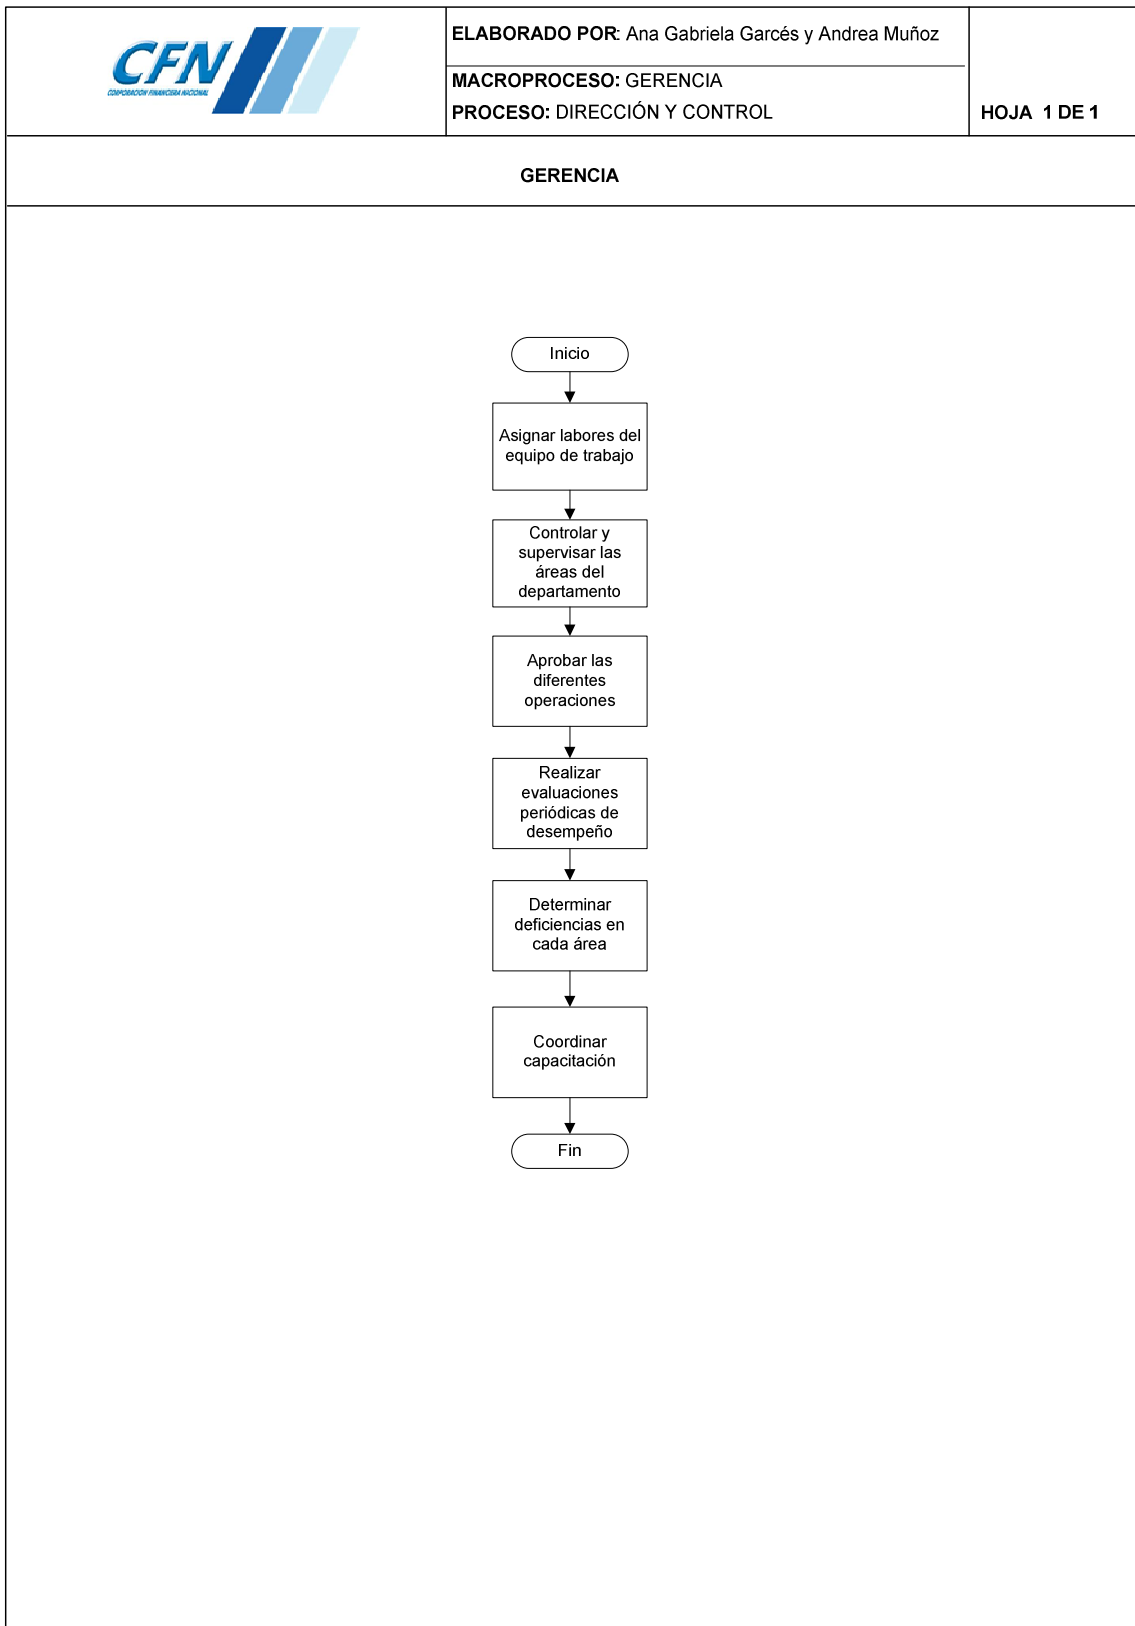 CFN
CORPORACIÓN FINANCIERA NACIONAL
ELABORADO POR: Ana Gabriela Garcés y Andrea Muñoz
MACROPROCESO: GERENCIA
PROCESO: DIRECCIÓN Y CONTROL
HOJA 1 DE 1
GERENCIA
Inicio
Asignar labores del
equipo de trabajo
Controlar y
supervisar las
áreas del
departamento
Aprobar las
diferentes
operaciones
Realizar
evaluaciones
periódicas de
desempeño
Determinar
deficiencias en
cada área
Coordinar
capacitación
Fin